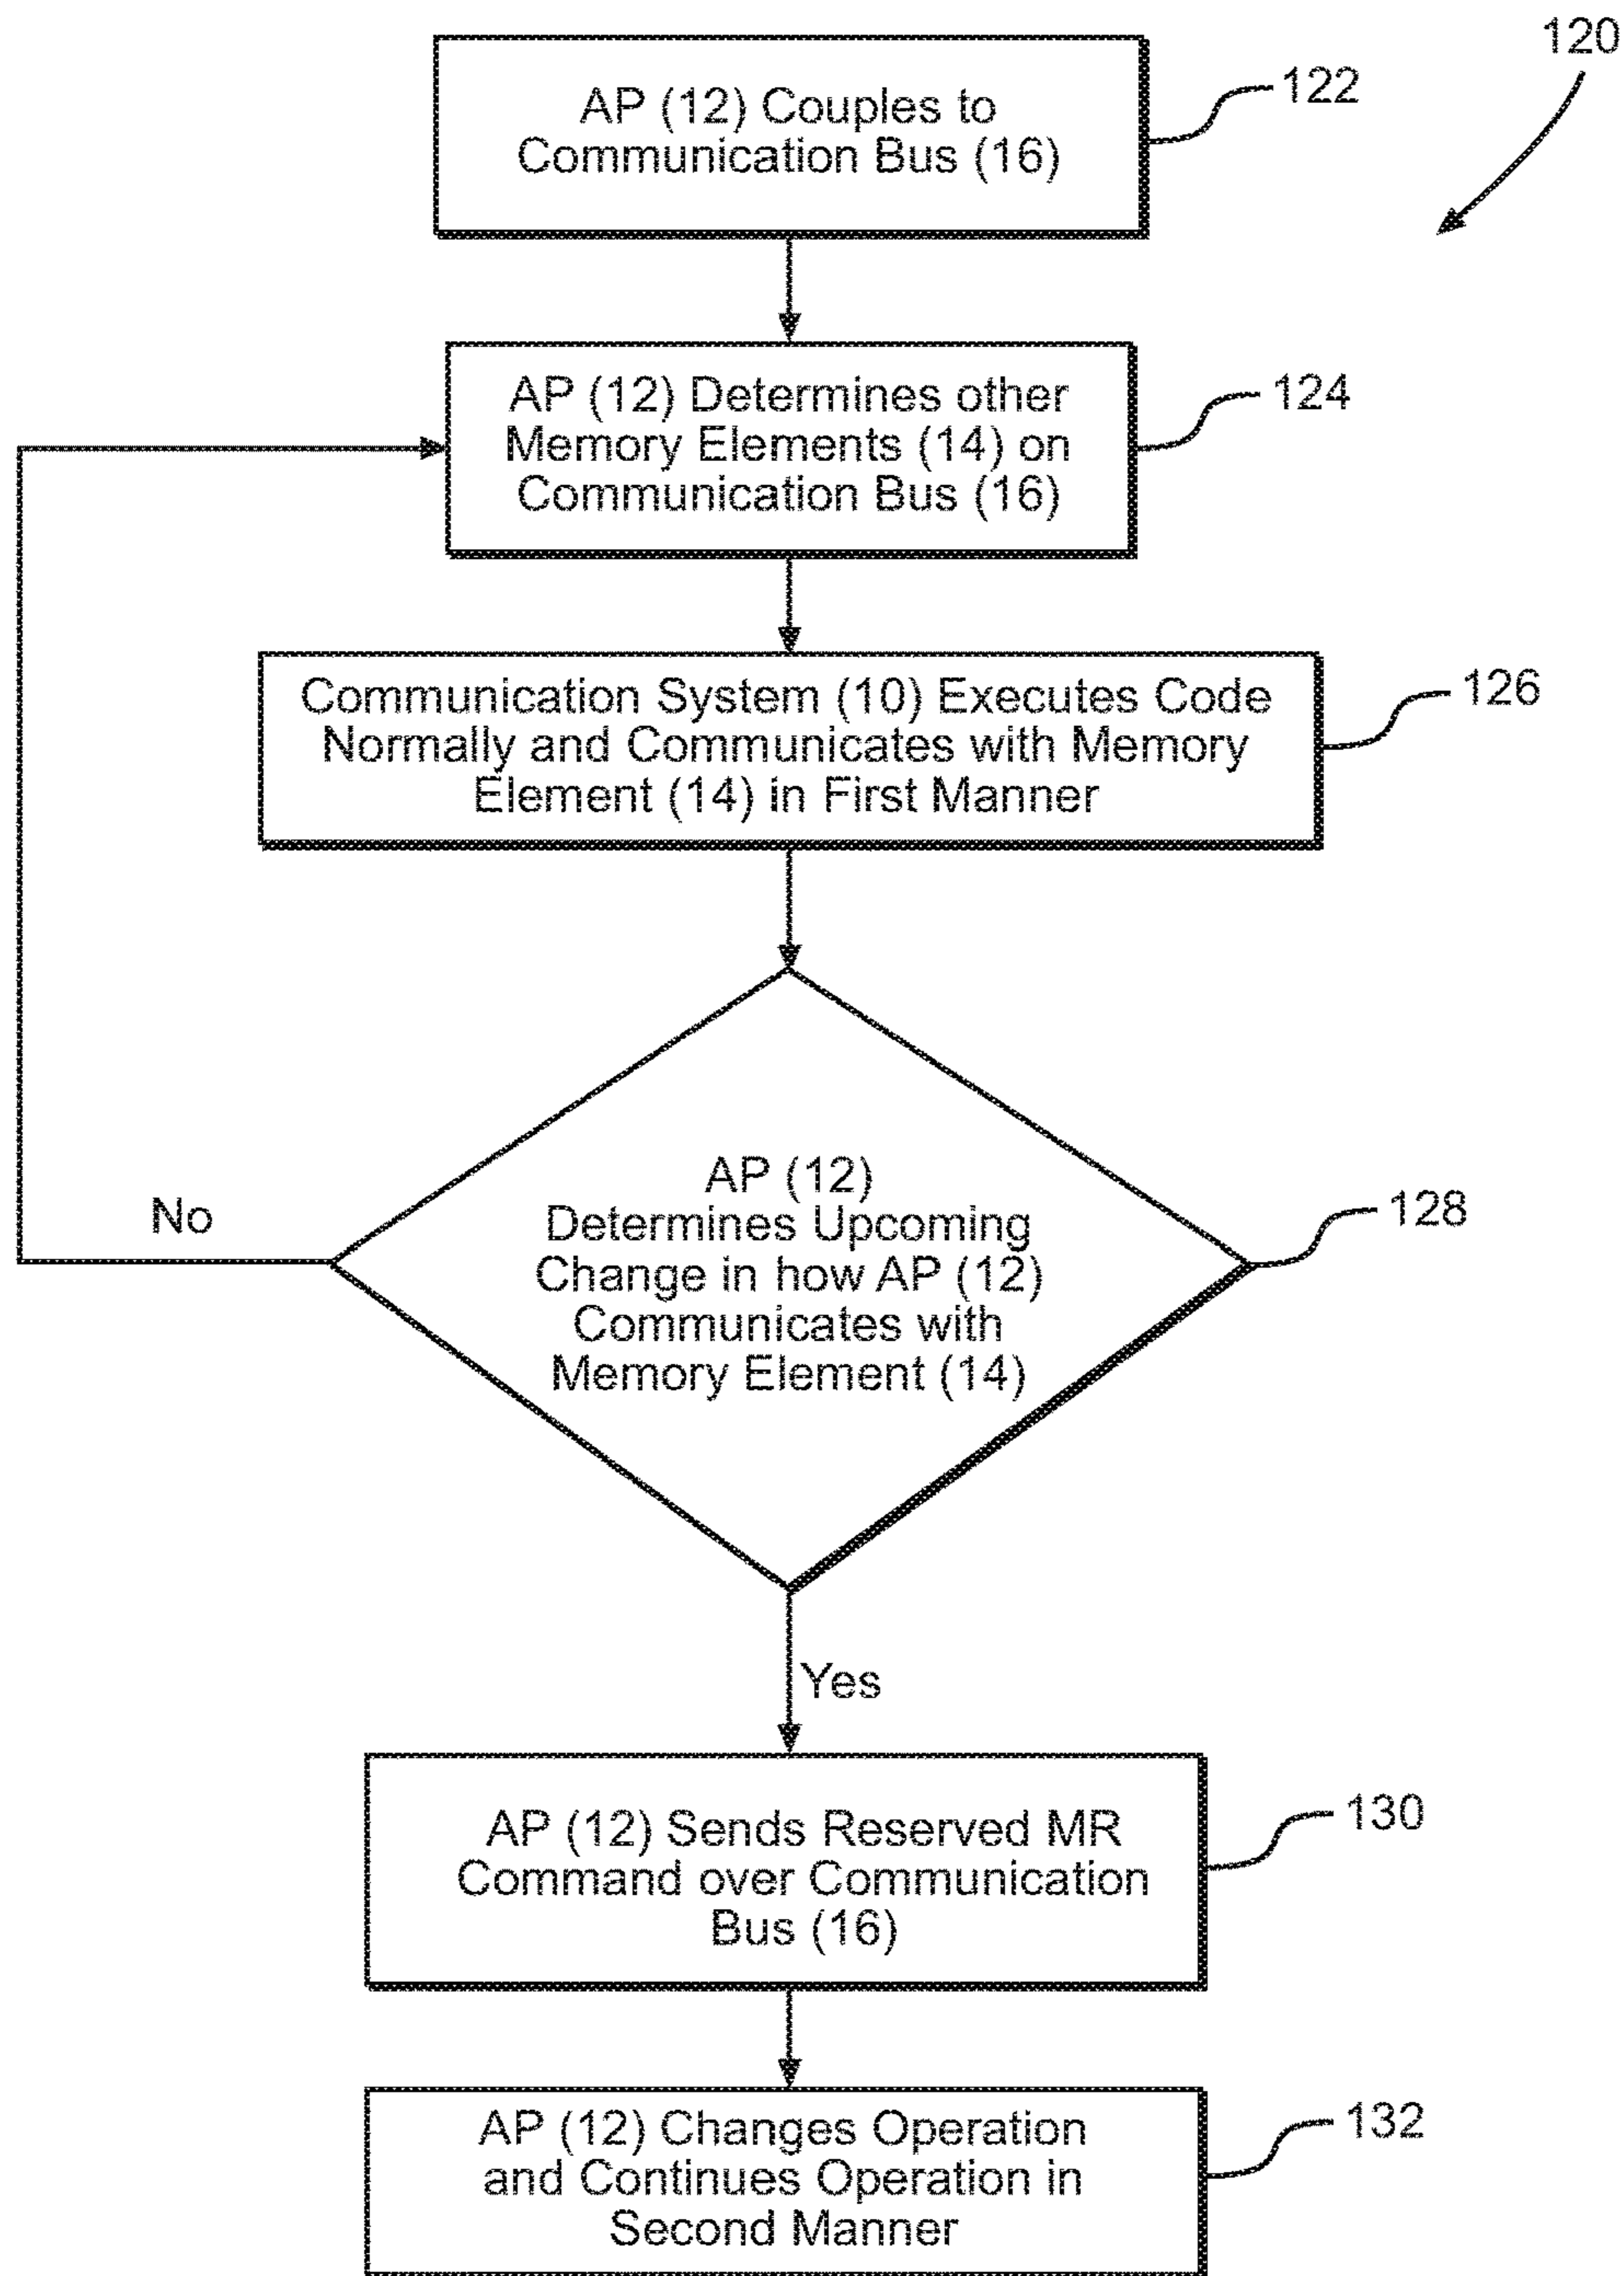 120
AP (12) Couples to
Communication Bus (16)
122
AP (12) Determines other
Memory Elements (14) on
Communication Bus (16)
124
Communication System (10) Executes Code
Normally and Communicates with Memory
Element (14) in First Manner
126
AP (12)
Determines Upcoming
Change in how AP (12)
Communicates with
Memory Element (14)
128
No
Yes
AP (12) Sends Reserved MR
Command over Communication
Bus (16)
130
AP (12) Changes Operation
and Continues Operation in
Second Manner
132